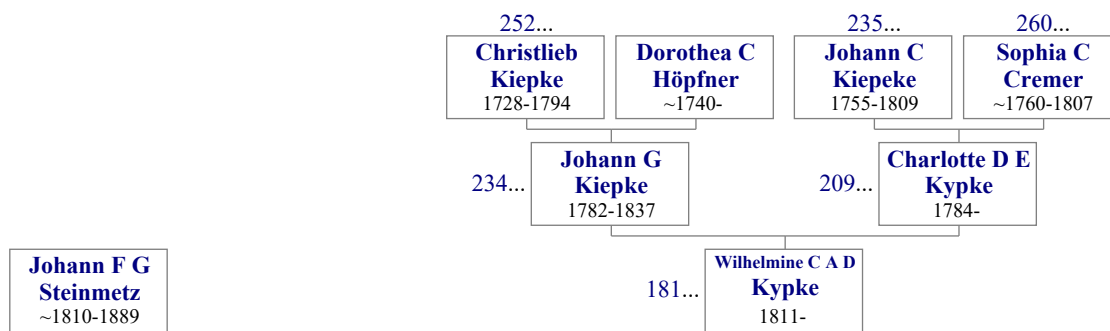 252...
235...
260...
Christlieb
Kiepke
1728-1794
Dorothea C
Höpfner
~1740-
Johann C
Kiepeke
1755-1809
Sophia C
Cremer
~1760-1807
234...
Johann G
Kiepke
1782-1837
209...
Charlotte D E
Kypke
1784-
Johann F G
Steinmetz
~1810-1889
181...
Wilhelmine C A D
Kypke
1811-